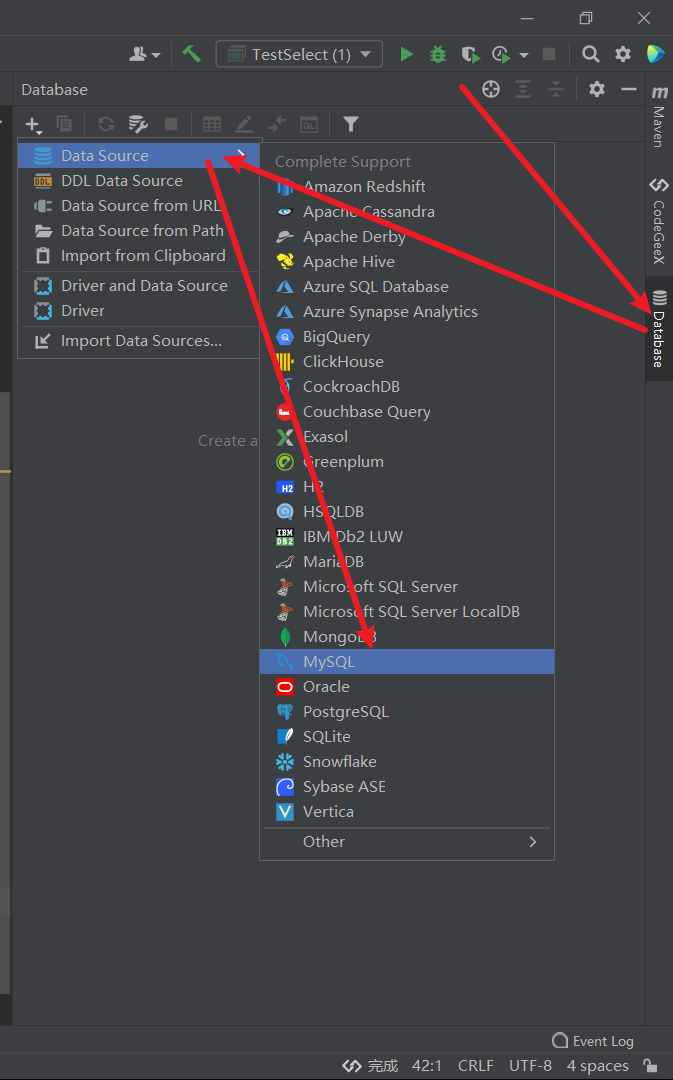 TestSelect (1)
Database
Maven
CodeGeeX
Database
Data Source
DDL Data Source
Data Source from URL
Data Source from Path
Import from Clipboard
Driver and Data Source
Driver
Import Data Sources...
Create a
Complete Support
Amazon Redshift
Apache Cassandra
Apache Derby
Apache Hive
Azure SQL Database
Azure Synapse Analytics
BigQuery
ClickHouse
CockroachDB
Couchbase Query
Exasol
Greenplum
H2
HSQLDB
IBM Db2 LUW
MariaDB
Microsoft SQL Server
Microsoft SQL Server LocalDB
MongoDB
MySQL
Oracle
PostgreSQL
SQLite
Snowflake
Sybase ASE
Vertica
Other
Event Log
完成 42:1 CRLF UTF-8 4 spaces